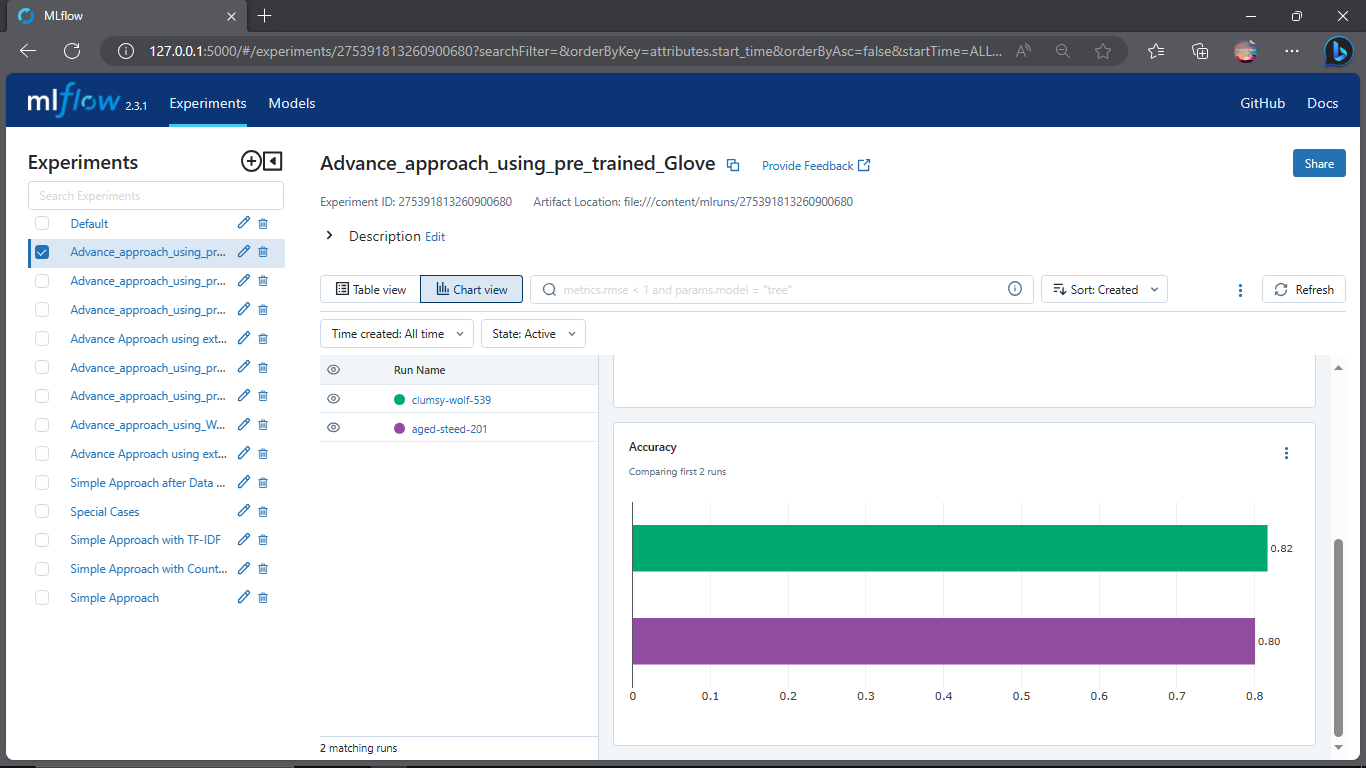 MLflow
127.0.0.1:5000/#/experiments/275391813260900680?searchFilter=&orderByKey=attributes.start_time&orderByAsc=false&startTime=ALL...
mlflow 2.3.1 Experiments Models GitHub Docs
Experiments
Search Experiments
Default
Advance_approach_using_pr...
Advance_approach_using_pr...
Advance_approach_using_pr...
Advance Approach using ext...
Advance_approach_using_pr...
Advance_approach_using_pr...
Advance_approach_using_W...
Advance Approach using ext...
Simple Approach after Data ...
Special Cases
Simple Approach with TF-IDF
Simple Approach with Count...
Simple Approach
Advance_approach_using_pre_trained_Glove Provide Feedback Share
Experiment ID: 275391813260900680 Artifact Location: file:///content/mlruns/275391813260900680
Description Edit
Table view Chart view metrics.rmse < 1 and params.model = "tree" Sort: Created Refresh
Time created: All time State: Active
Run Name
clumsy-wolf-539
aged-steed-201
2 matching runs
Accuracy
Comparing first 2 runs
0.82
0.80
0 0.1 0.2 0.3 0.4 0.5 0.6 0.7 0.8